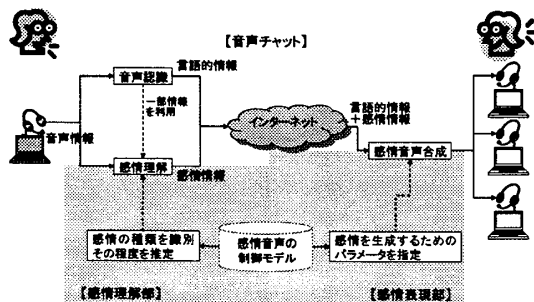 【音声チャット】
音声認識
言語的情報
一部情報
を利用
音声情報
インターネット
言語的情報
＋感情情報
感情理解
感情情報
感情音声合成
感情の種類を識別
その程度を推定
感情音声の
制御モデル
感情を生成するための
パラメータを指定
【感情理解部】
【感情表現部】